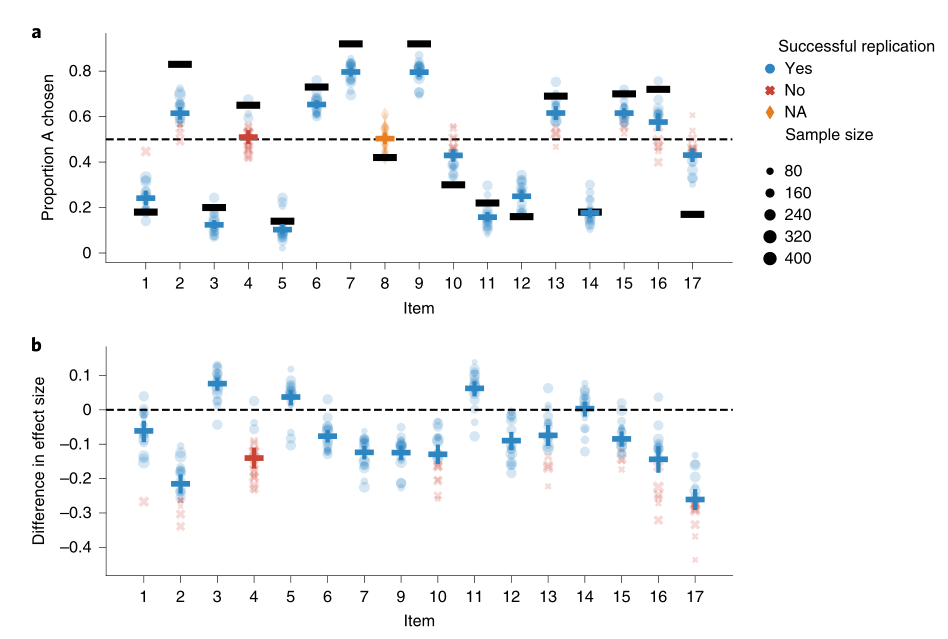 a
Successful replication
Yes
No
NA
Sample size
80
160
240
320
400
Proportion A chosen
0.8
0.6
0.4
0.2
0
1 2 3 4 5 6 7 8 9 10 11 12 13 14 15 16 17
Item
b
Difference in effect size
0.1
0
–0.1
–0.2
–0.3
–0.4
1 2 3 4 5 6 7 9 10 11 12 13 14 15 16 17
Item